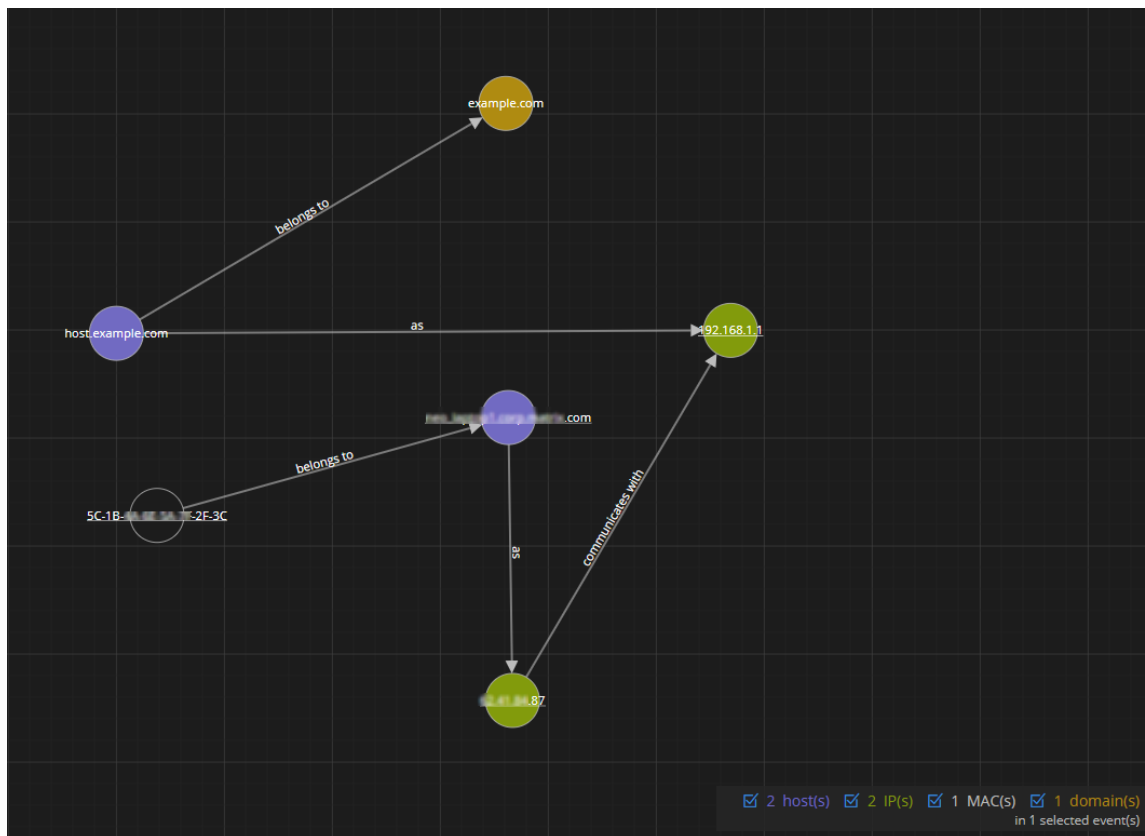 example.com
belongs to
host.example.com
as
192.168.1.1
.com
belongs to
5C-1B-
-2F-3C
as
communicates with
.87
2 host(s) 2 IP(s) 1 MAC(s) 1 domain(s)
in 1 selected event(s)